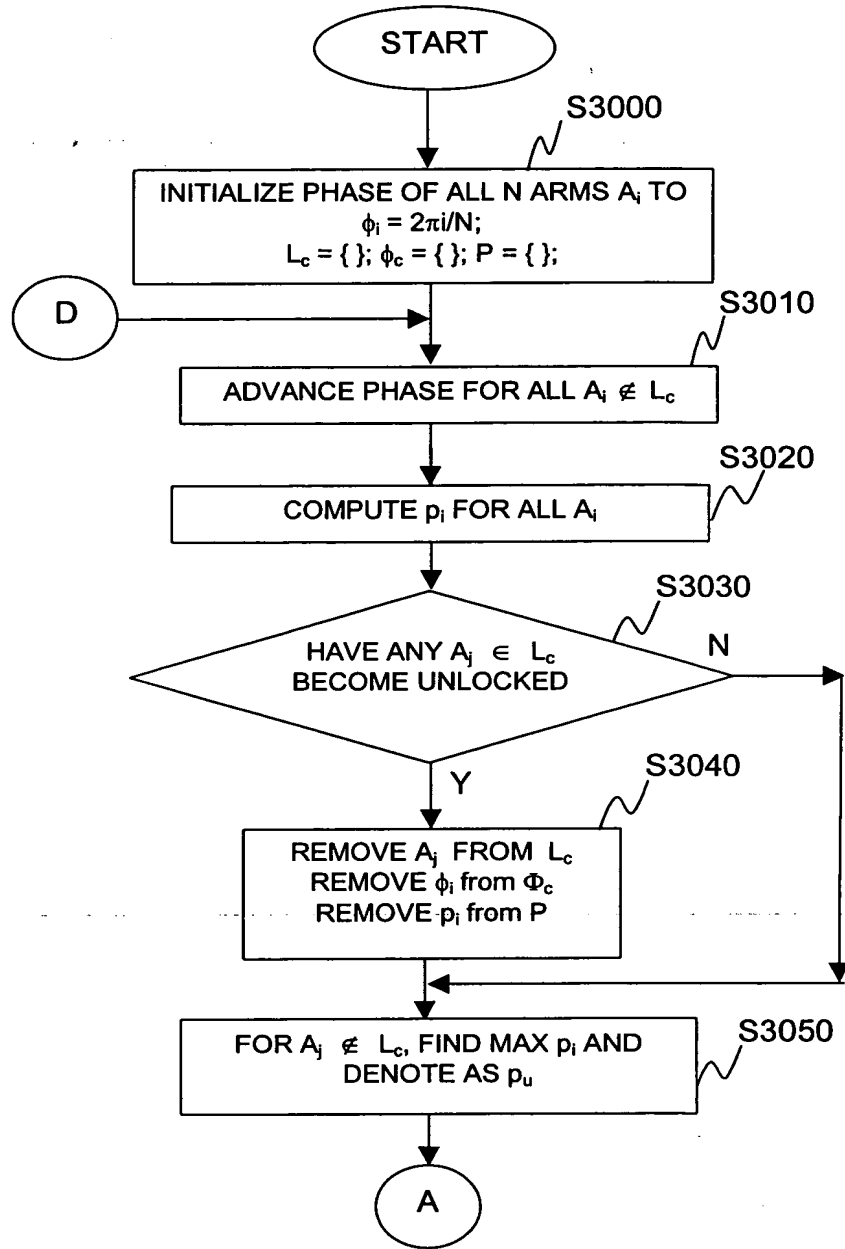 START
S3000
INITIALIZE PHASE OF ALL N ARMS Aᵢ TO
ϕᵢ = 2πi/N;
L꜀ = { }; ϕ꜀ = { }; P = { };
D
S3010
ADVANCE PHASE FOR ALL Aᵢ ∉ L꜀
S3020
COMPUTE pᵢ FOR ALL Aᵢ
S3030
N
HAVE ANY Aⱼ ∈ L꜀
BECOME UNLOCKED
Y
S3040
REMOVE Aⱼ FROM L꜀
REMOVE ϕᵢ from Φ꜀
REMOVE pᵢ from P
S3050
FOR Aⱼ ∉ L꜀, FIND MAX pᵢ AND
DENOTE AS pᵤ
A